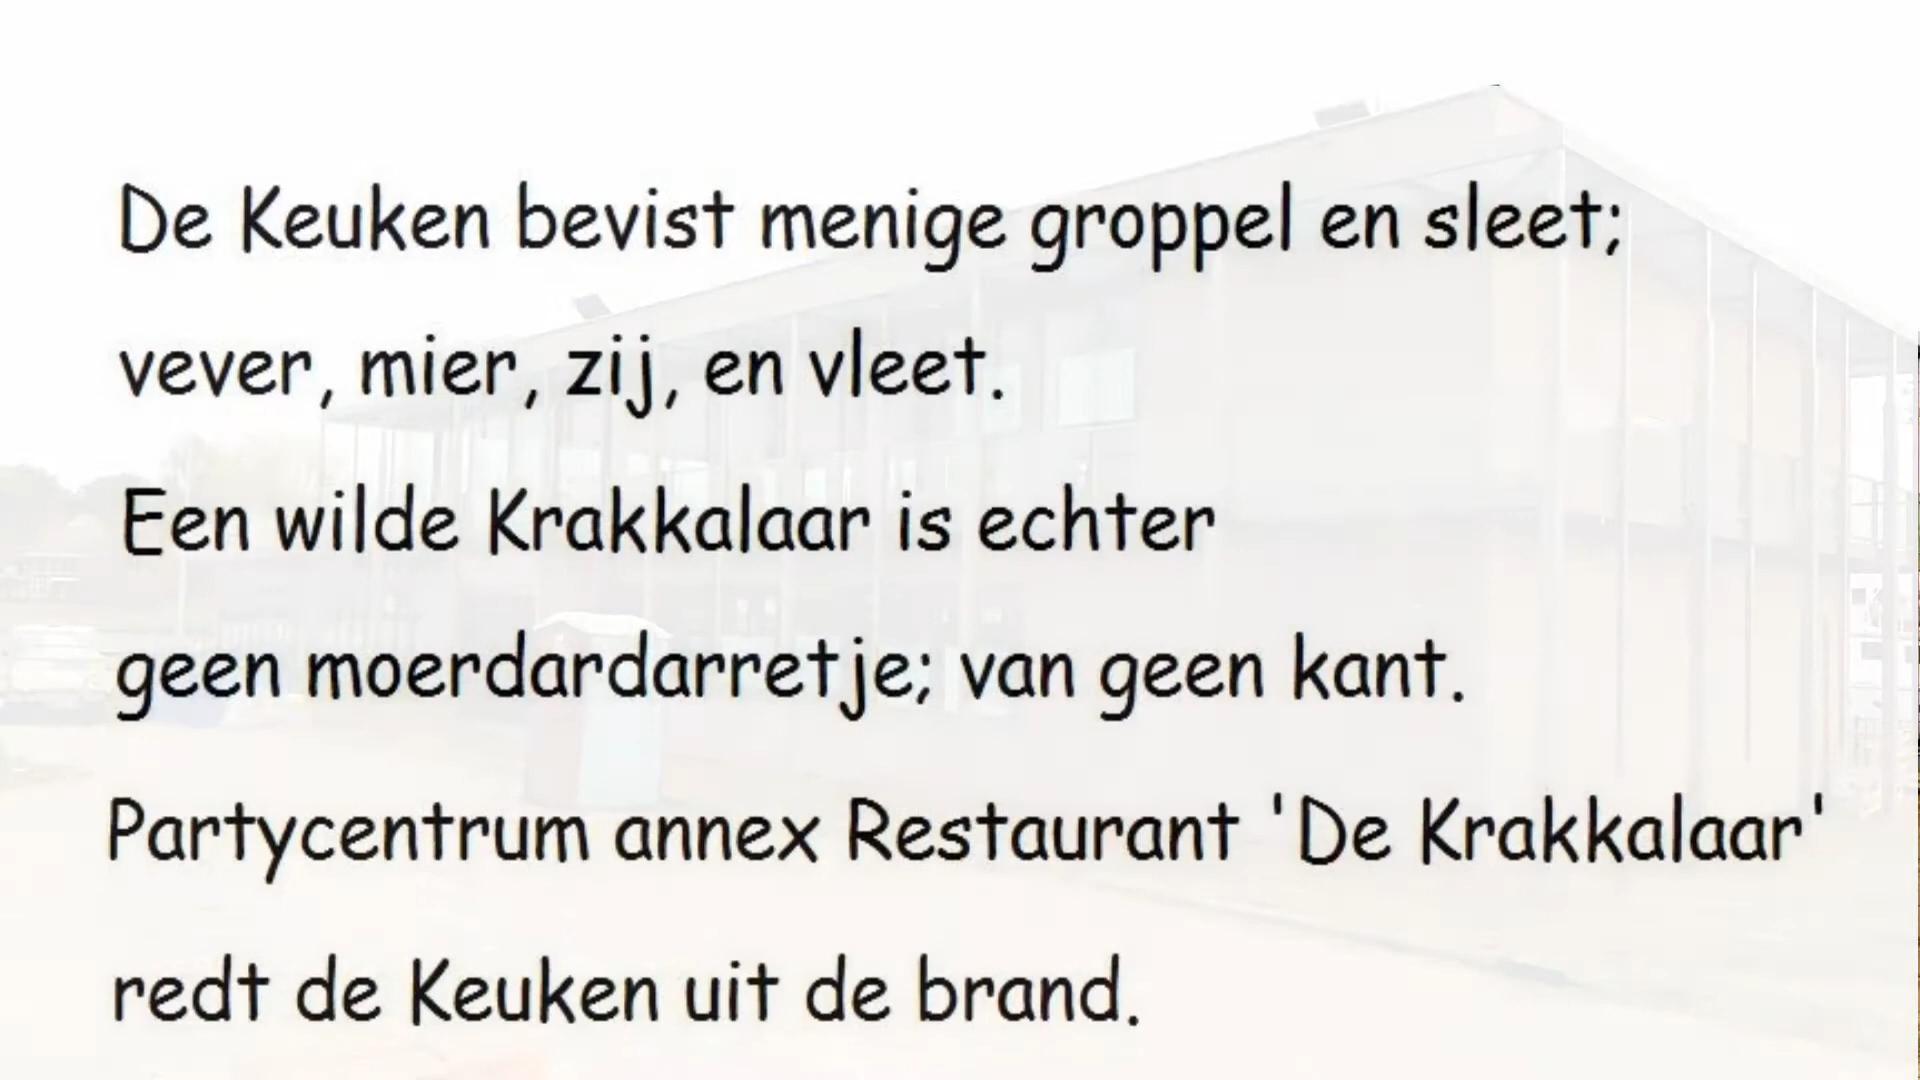 De Keuken bevist menige groppel en sleet;
vever, mier, zij, en vleet.
Een wilde Krakkalaar is echter
geen moerdardarretje; van geen kant.
Partycentrum annex Restaurant 'De Krakkalaar'
redt de Keuken uit de brand.